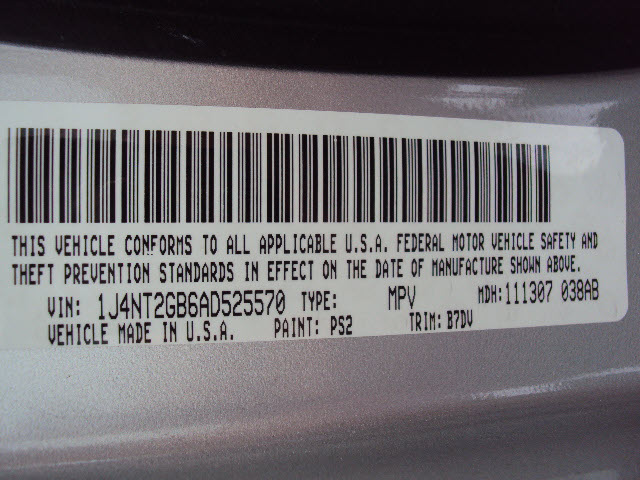 THIS VEHICLE CONFORMS TO ALL APPLICABLE U.S.A. FEDERAL MOTOR VEHICLE SAFETY AND
THEFT PREVENTION STANDARDS IN EFFECT ON THE DATE OF MANUFACTURE SHOWN ABOVE.
VIN: 1J4NT2GB6AD525570 TYPE: MPV MDH: 111307 038AB
VEHICLE MADE IN U.S.A. PAINT: PS2 TRIM: B7DV